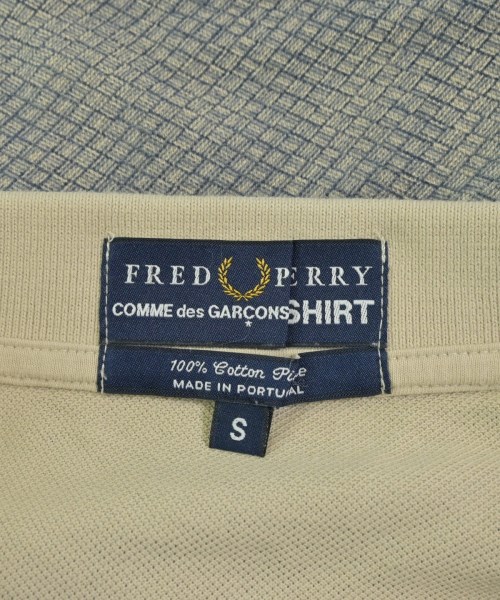 FRED PERRY
COMME des GARÇONS SHIRT
100% Cotton Pique
MADE IN PORTUGAL
S